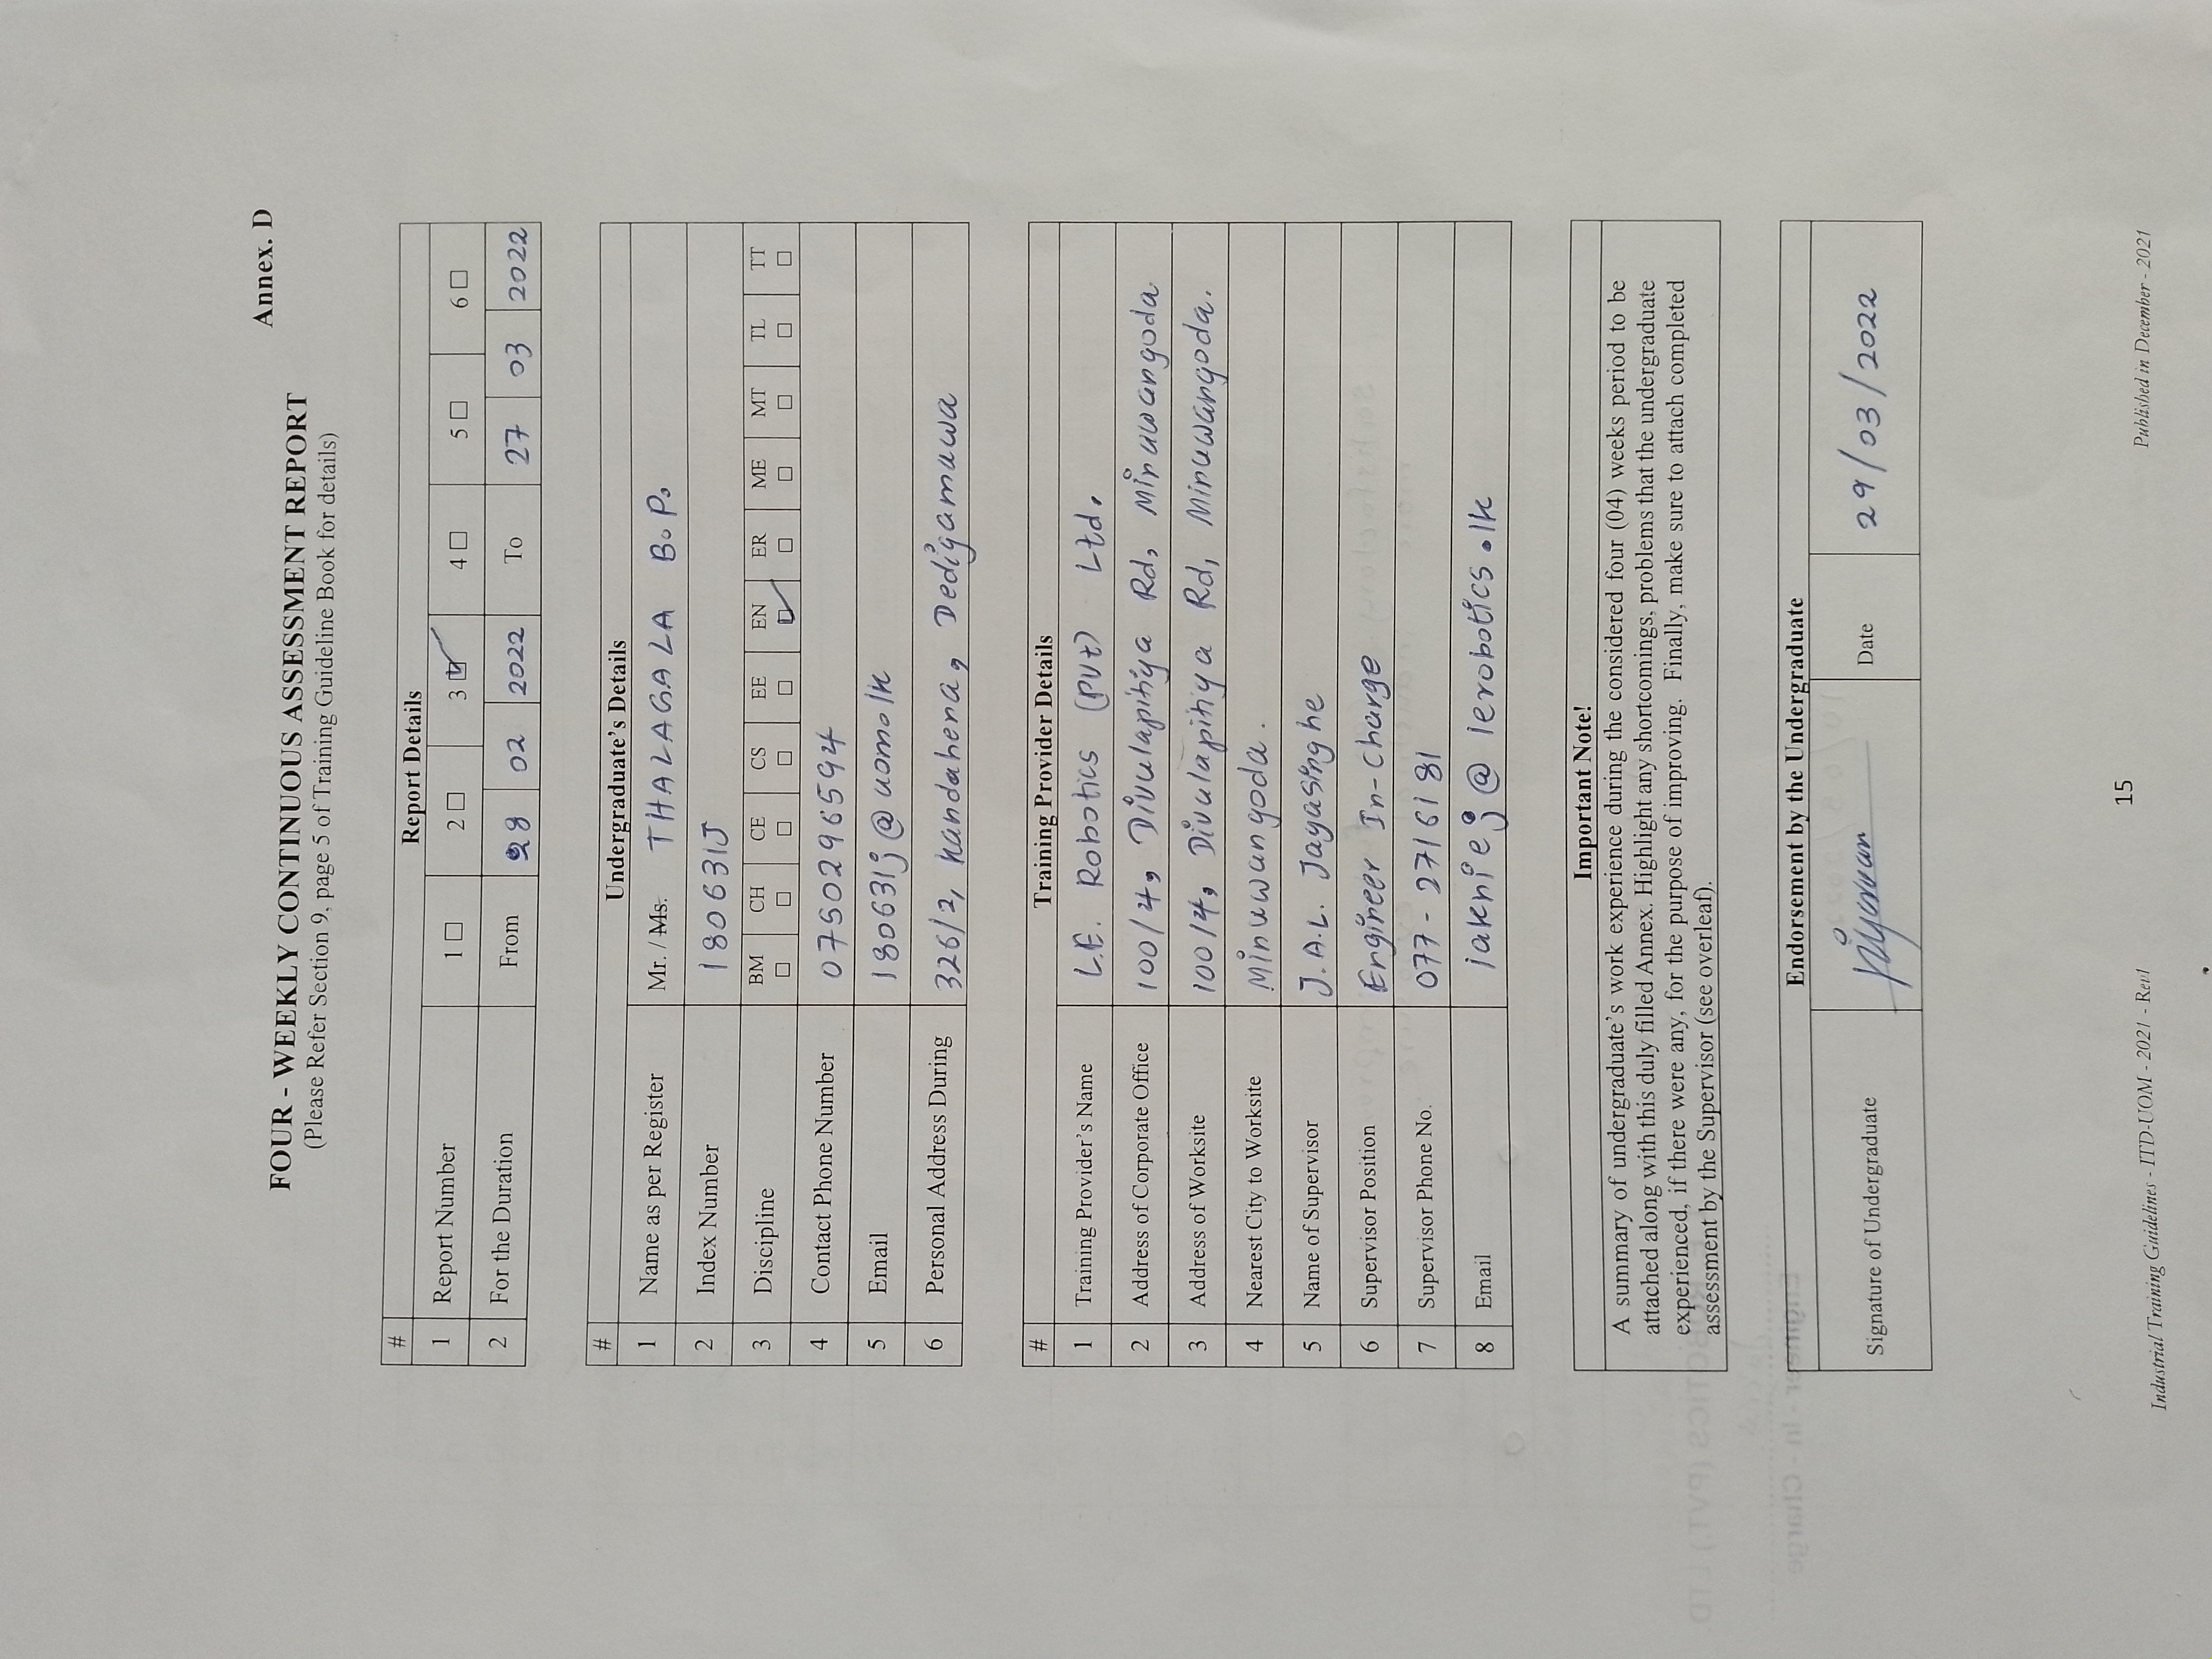 Annex. D
FOUR - WEEKLY CONTINUOUS ASSESSMENT REPORT
(Please Refer Section 9, page 5 of Training Guideline Book for details)
# Report Details
1 Report Number 1 ☐ 2 ☐ 3 ☑ 4 ☐ 5 ☐ 6 ☐
2 For the Duration From 28 02 2022 To 27 03 2022
# Undergraduate's Details
1 Name as per Register Mr. / Ms. THALAGALA B.P.
2 Index Number 180631J
3 Discipline BM ☐ CH ☐ CE ☐ CS ☐ EE ☐ EN ☑ ER ☐ ME ☐ MT ☐ TL ☐ TT ☐
4 Contact Phone Number 0750296594
5 Email 180631j@uom.lk
6 Personal Address During 326/2, Kandahena, Dedigamuwa
# Training Provider Details
1 Training Provider's Name L.E. Robotics (PVt) Ltd.
2 Address of Corporate Office 100/4, Divulapitiya Rd, Minuwangoda.
3 Address of Worksite 100/4, Divulapitiya Rd, Minuwangoda.
4 Nearest City to Worksite Minuwangoda.
5 Name of Supervisor J.A.L. Jayasinghe
6 Supervisor Position Engineer In-Charge
7 Supervisor Phone No. 077-2716181
8 Email @lerobotics.lk
Important Note!
A summary of undergraduate's work experience during the considered four (04) weeks period to be
attached along with this duly filled Annex. Highlight any shortcomings, problems that the undergraduate
experienced, if there were any, for the purpose of improving. Finally, make sure to attach completed
assessment by the Supervisor (see overleaf).
Endorsement by the Undergraduate
Signature of Undergraduate Date 29/03/2022
15
Industrial Training Guidelines - ITD-UOM - 2021 - Rev1 Published in December - 2021